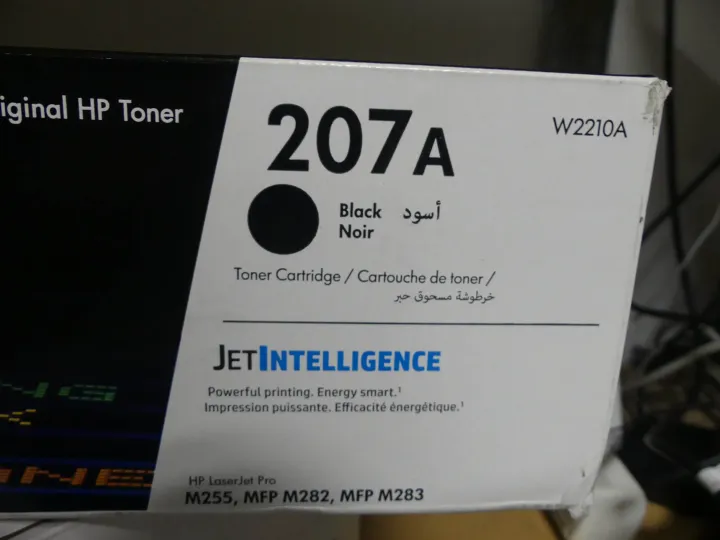 iginal HP Toner
207A
W2210A
Black أسود
Noir
Toner Cartridge / Cartouche de toner /
خرطوشة مسحوق حبر
JETINTELLIGENCE
Powerful printing. Energy smart.¹
Impression puissante. Efficacité énergétique.¹
HP LaserJet Pro
M255, MFP M282, MFP M283